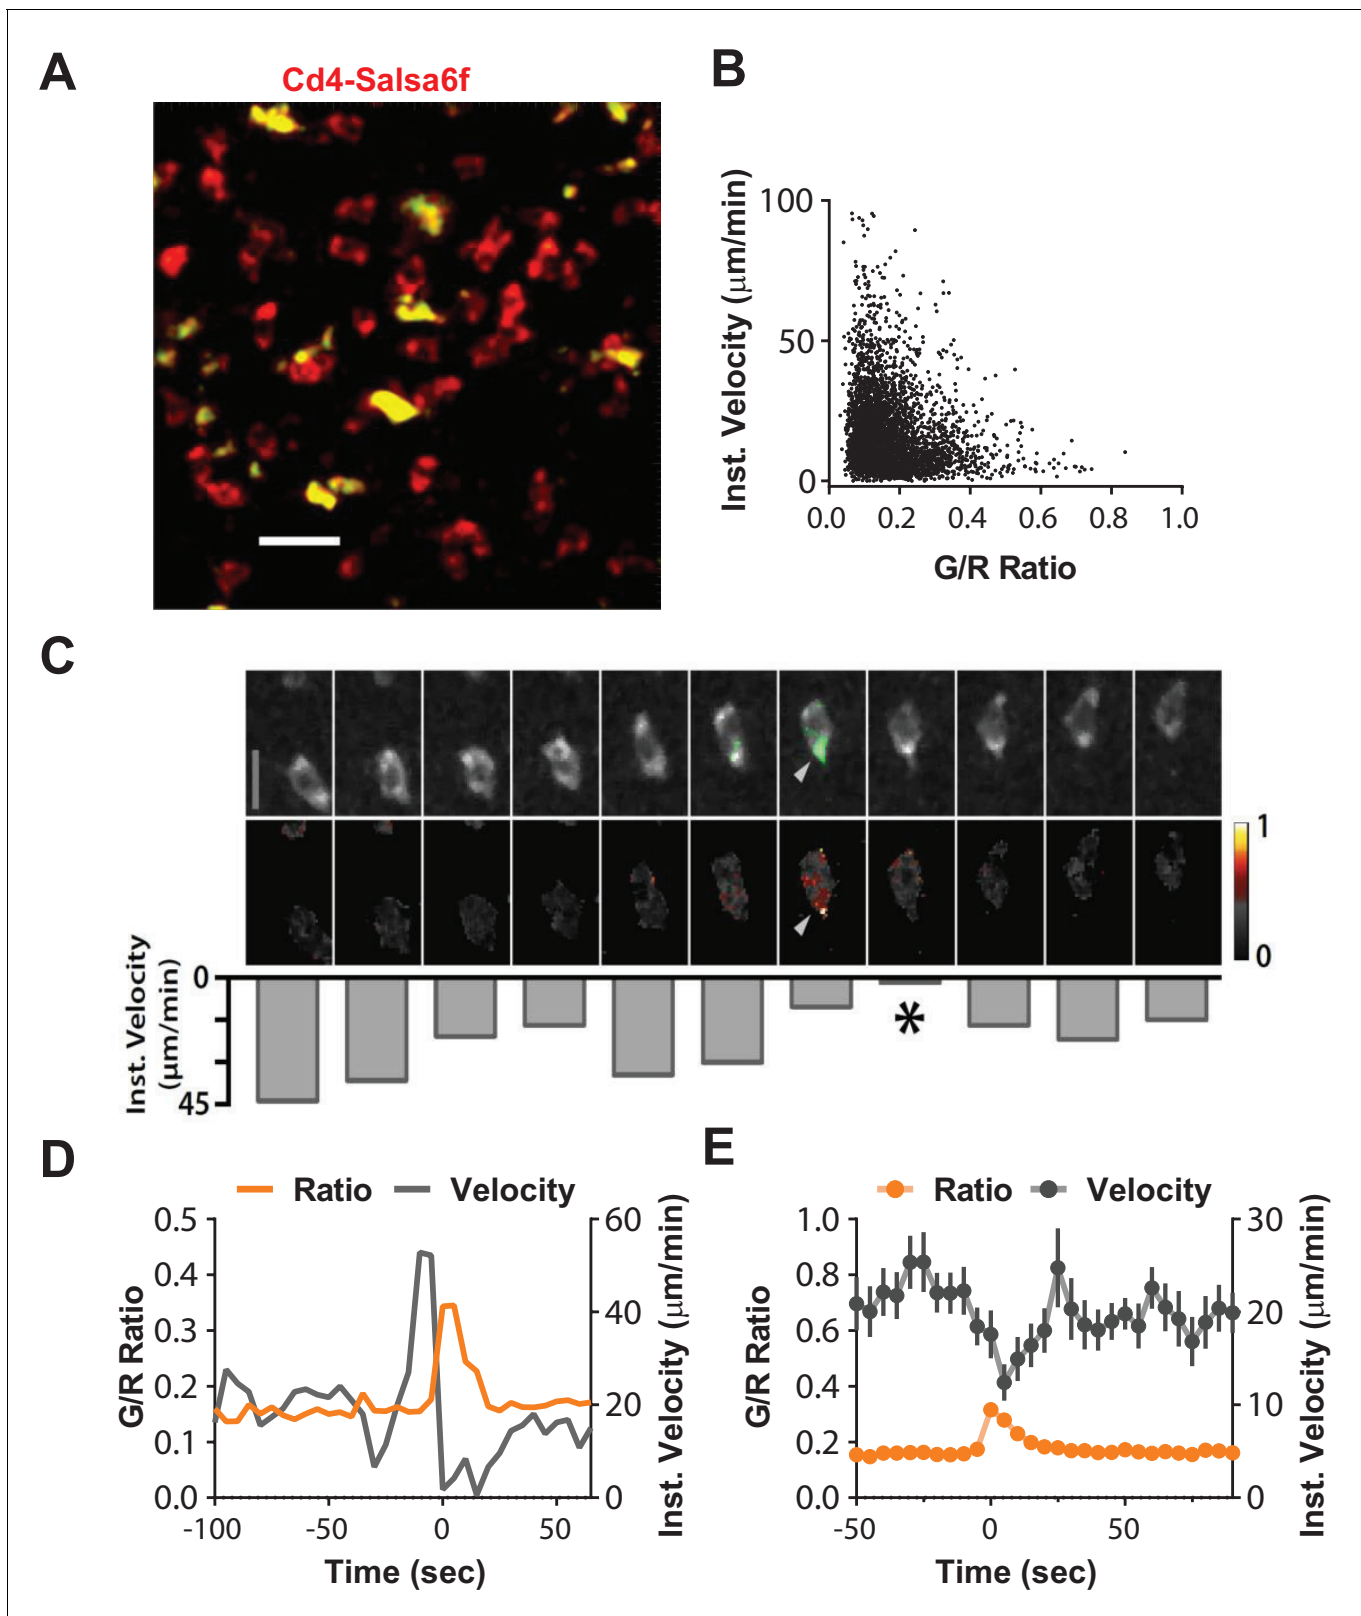 A
Cd4-Salsa6f
B
Inst. Velocity (μm/min)
100
50
0
0.0 0.2 0.4 0.6 0.8 1.0
G/R Ratio
C
1
0
Inst. Velocity
(μm/min)
0
45
*
D
Ratio Velocity
G/R Ratio
0.5
0.4
0.3
0.2
0.1
0.0
60
40
20
0
Inst. Velocity (μm/min)
-100 -50 0 50
Time (sec)
E
Ratio Velocity
G/R Ratio
1.0
0.8
0.6
0.4
0.2
0.0
30
20
10
0
Inst. Velocity (μm/min)
-50 0 50
Time (sec)